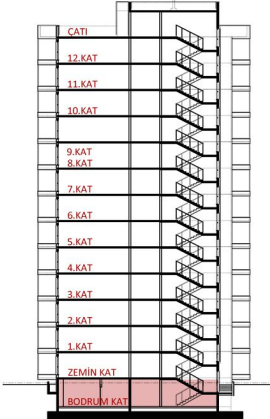 ÇATI
12.KAT
11.KAT
10.KAT
9.KAT
8.KAT
7.KAT
6.KAT
5.KAT
4.KAT
3.KAT
2.KAT
1.KAT
ZEMİN KAT
BODRUM KAT